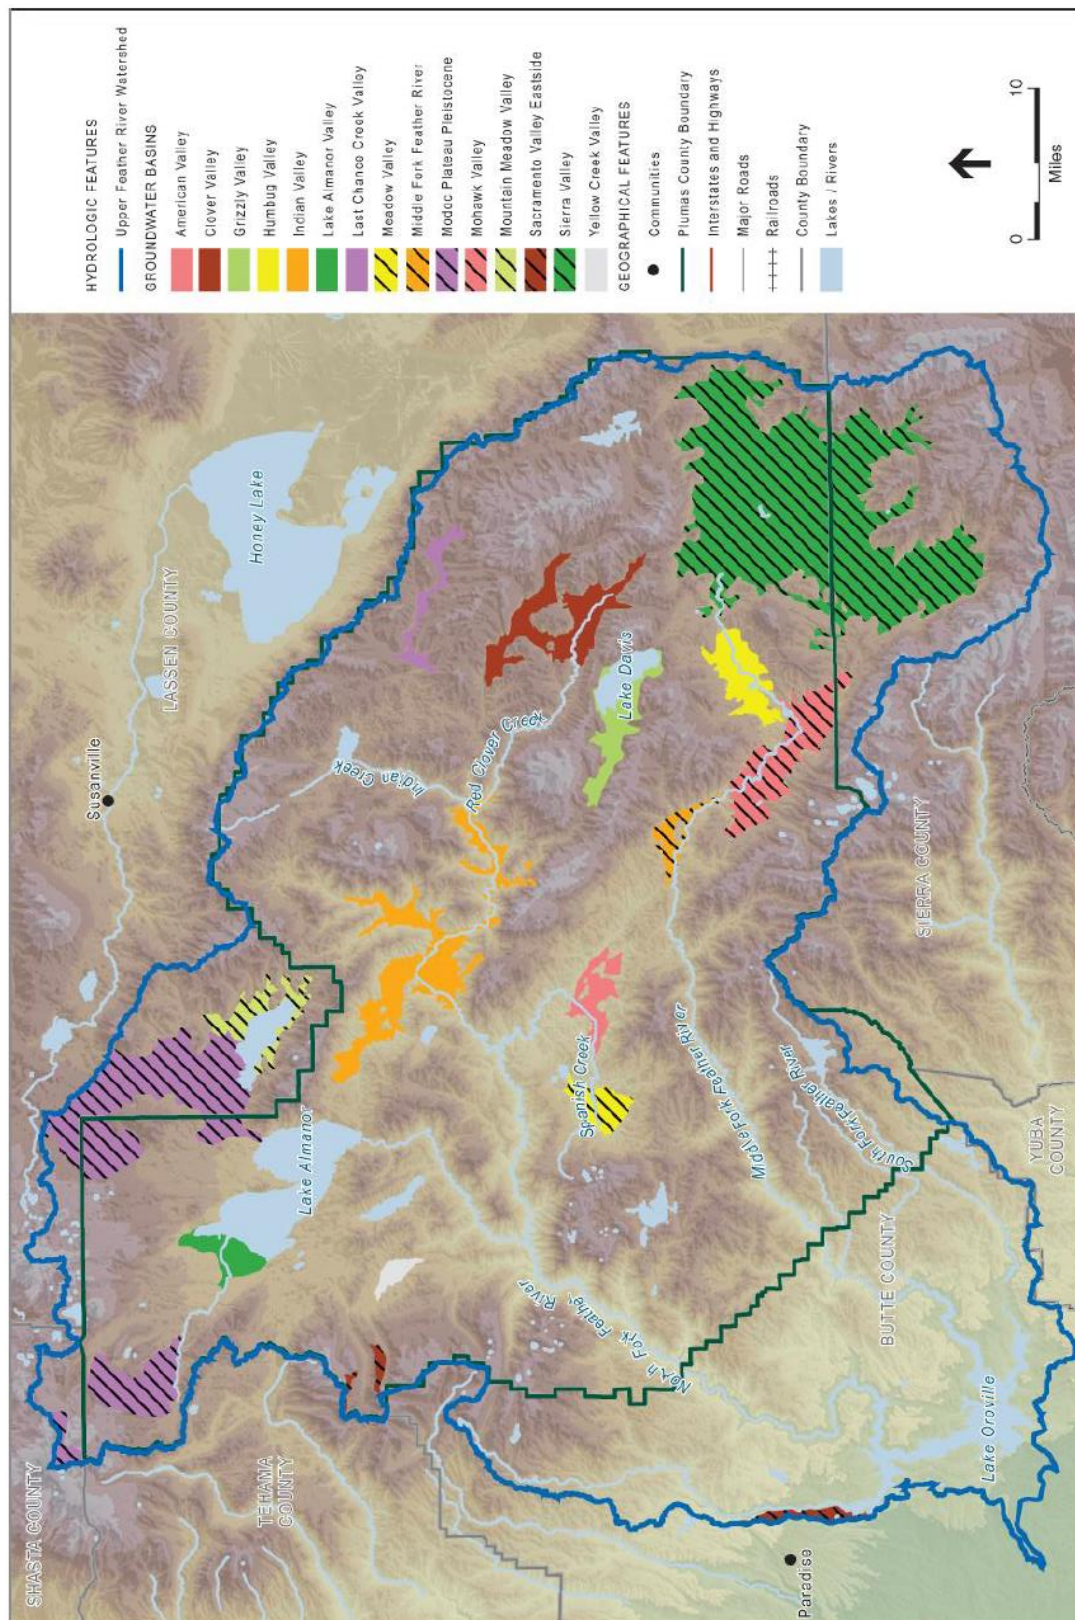 HYDROLOGIC FEATURES
Upper Feather River Watershed
GROUNDWATER BASINS
American Valley
Clover Valley
Grizzly Valley
Humbug Valley
Indian Valley
Lake Almanor Valley
Last Chance Creek Valley
Meadow Valley
Middle Fork Feather River
Modoc Plateau Pleistocene
Mohawk Valley
Mountain Meadow Valley
Sacramento Valley Eastside
Sierra Valley
Yellow Creek Valley
GEOGRAPHICAL FEATURES
Communities
Plumas County Boundary
Interstates and Highways
Major Roads
Railroads
County Boundary
Lakes / Rivers
0
10
Miles
SHASTA COUNTY
LASSEN COUNTY
Susanville
Honey Lake
TEHAMA
COUNTY
Lake Almanor
Indian Creek
Red Clover Creek
Lake Davis
Spanish Creek
North Fork Feather River
Middle Fork Feather River
South Fork Feather River
SIERRA COUNTY
BUTTE COUNTY
YUBA
COUNTY
Lake Oroville
Paradise